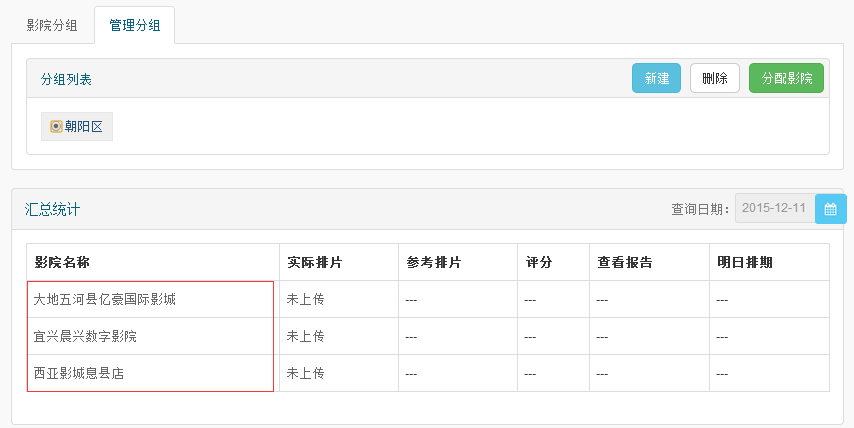 影院分组 管理分组
分组列表 新建 删除 分配影院
朝阳区
汇总统计 查询日期： 2015-12-11
影院名称 实际排片 参考排片 评分 查看报告 明日排期
大地五河县亿豪国际影城 未上传 --- --- --- ---
宜兴晨兴数字影院 未上传 --- --- --- ---
西亚影城息县店 未上传 --- --- --- ---